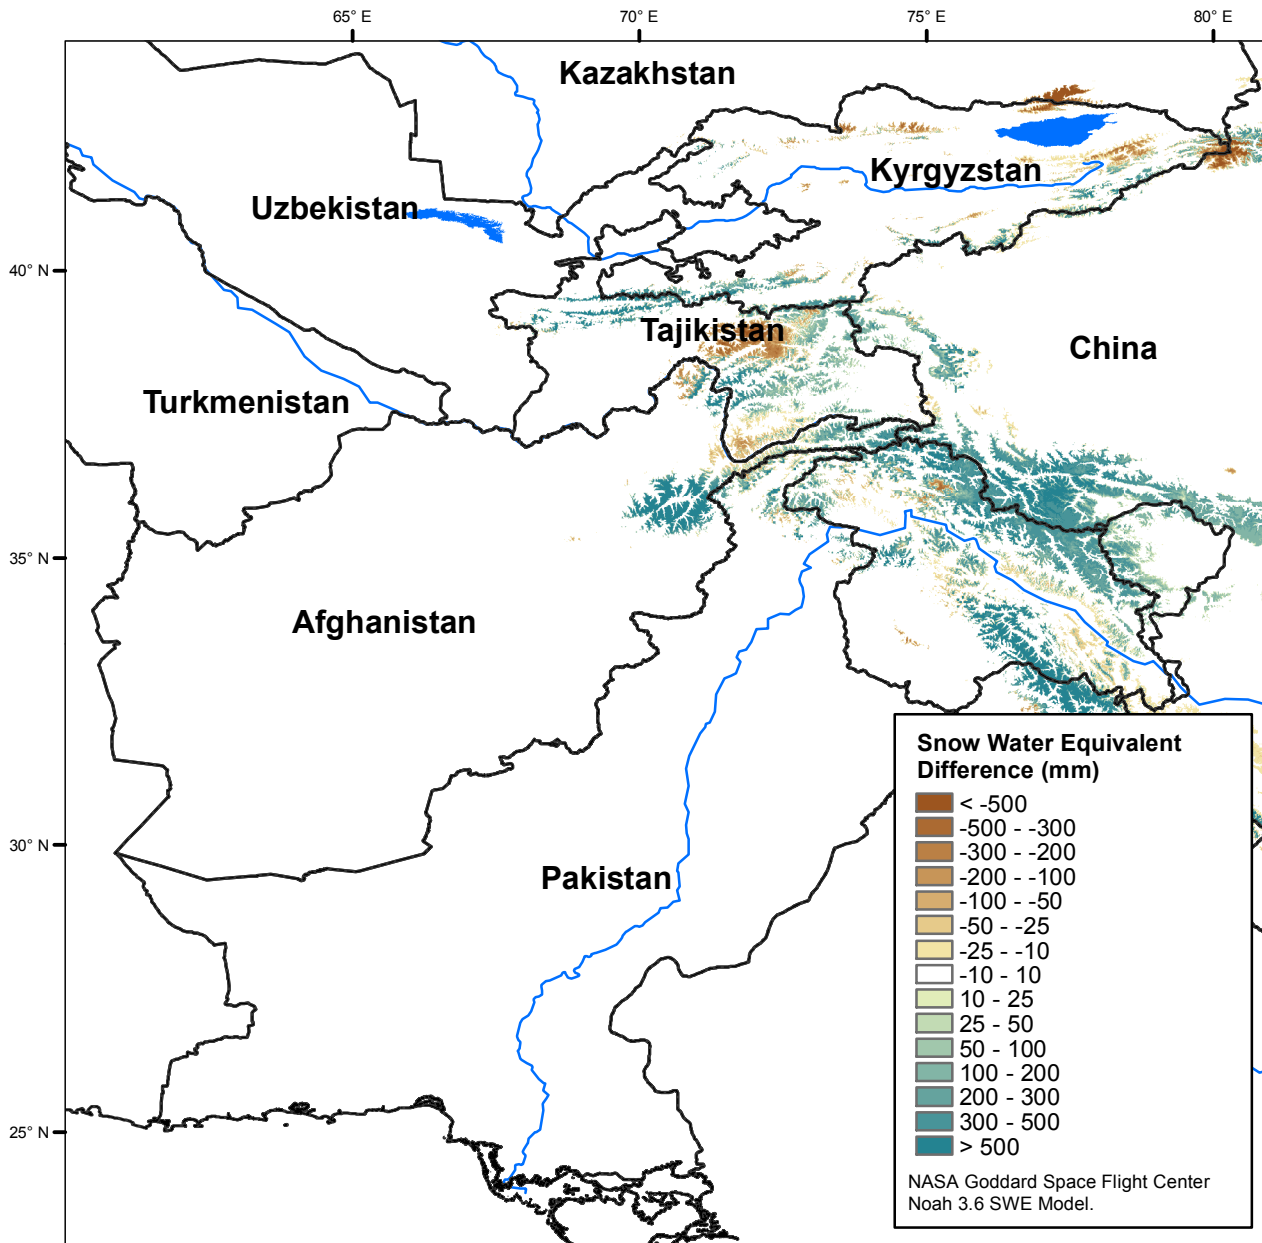 65° E 70° E 75° E 80° E
Kazakhstan
Kyrgyzstan
Uzbekistan
40° N
Tajikistan
China
Turkmenistan
35° N
Afghanistan
Snow Water Equivalent
Difference (mm)
< -500
-500 - -300
-300 - -200
-200 - -100
-100 - -50
-50 - -25
-25 - -10
-10 - 10
10 - 25
25 - 50
50 - 100
100 - 200
200 - 300
300 - 500
> 500
30° N
Pakistan
25° N
NASA Goddard Space Flight Center
Noah 3.6 SWE Model.